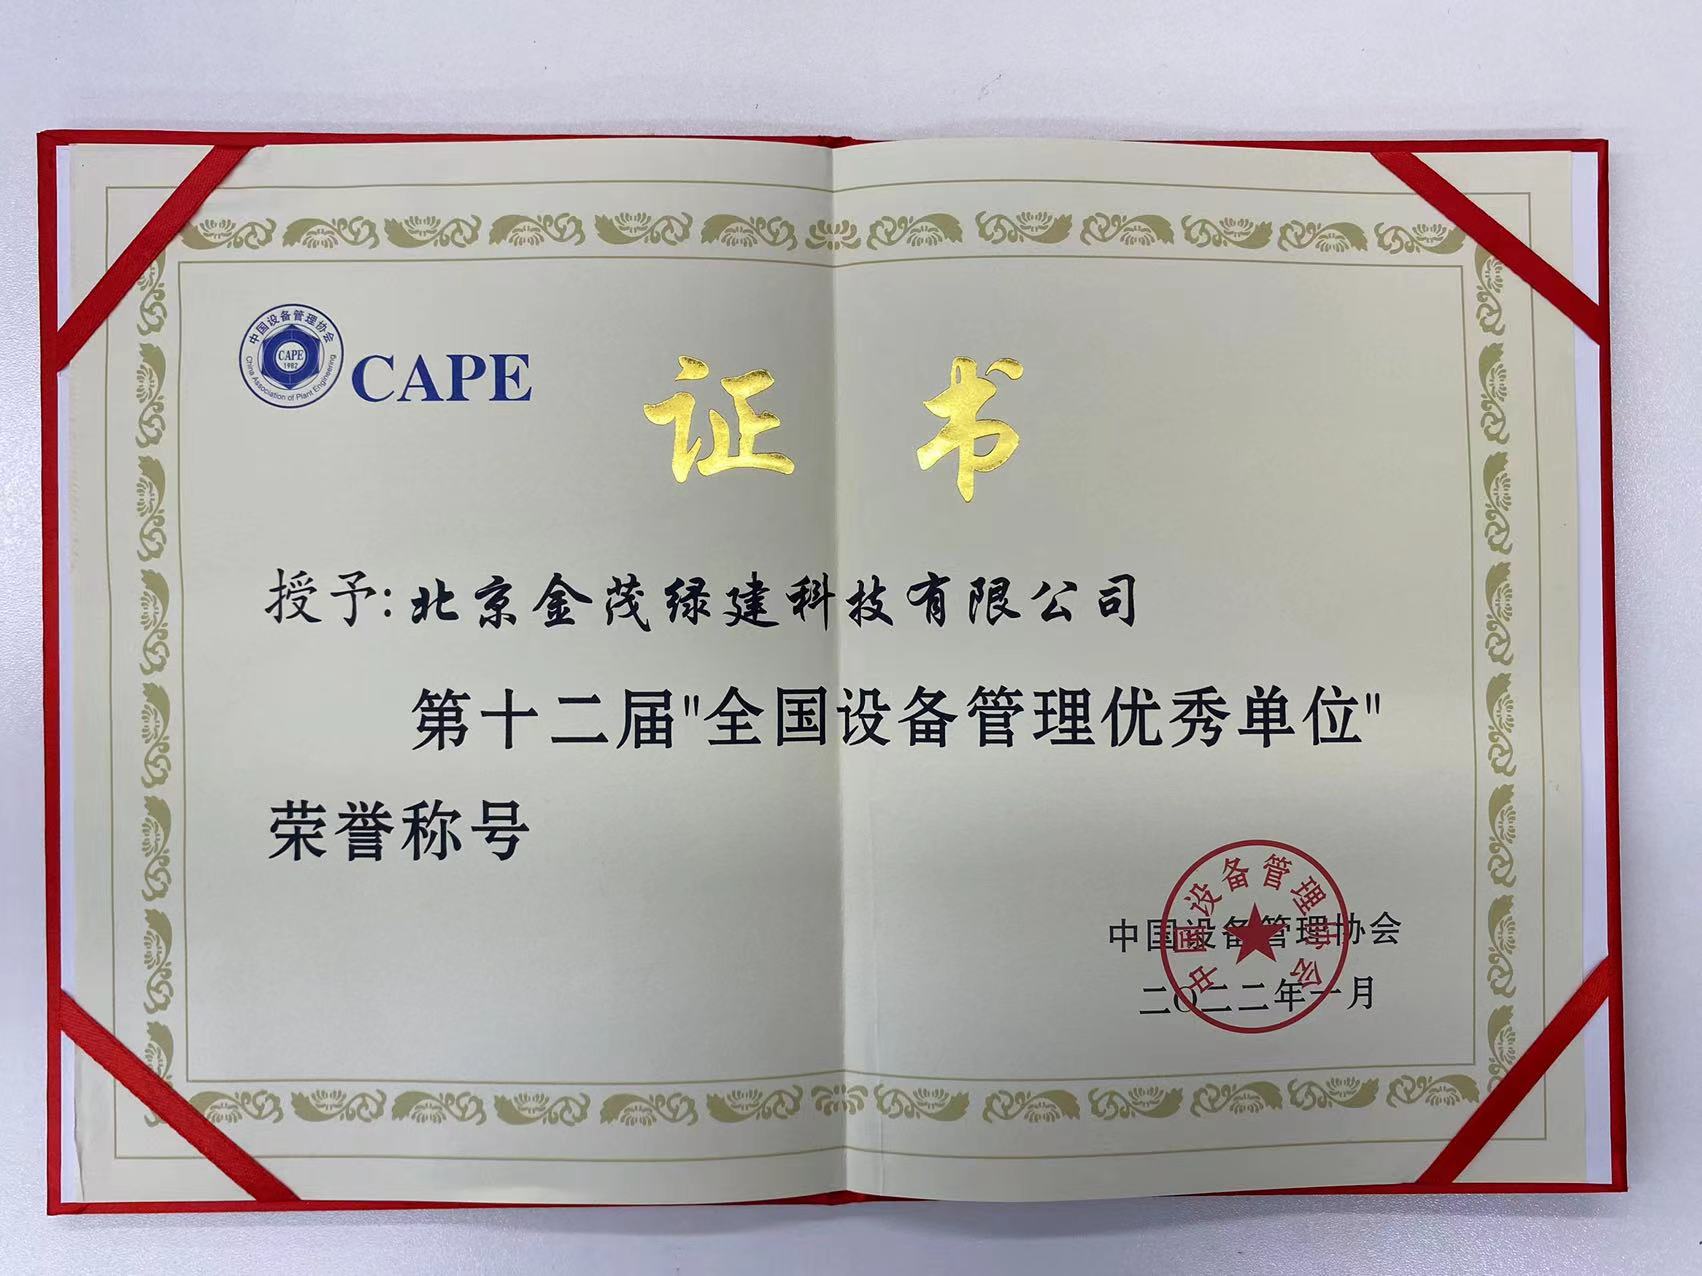 中国设备管理协会
CAPE
1982
China Association of Plant Engineering
CAPE
证书
授予:北京金茂绿建科技有限公司
第十二届"全国设备管理优秀单位"
荣誉称号
中国设备管理协会
二〇二二年一月
中国设备管理协会